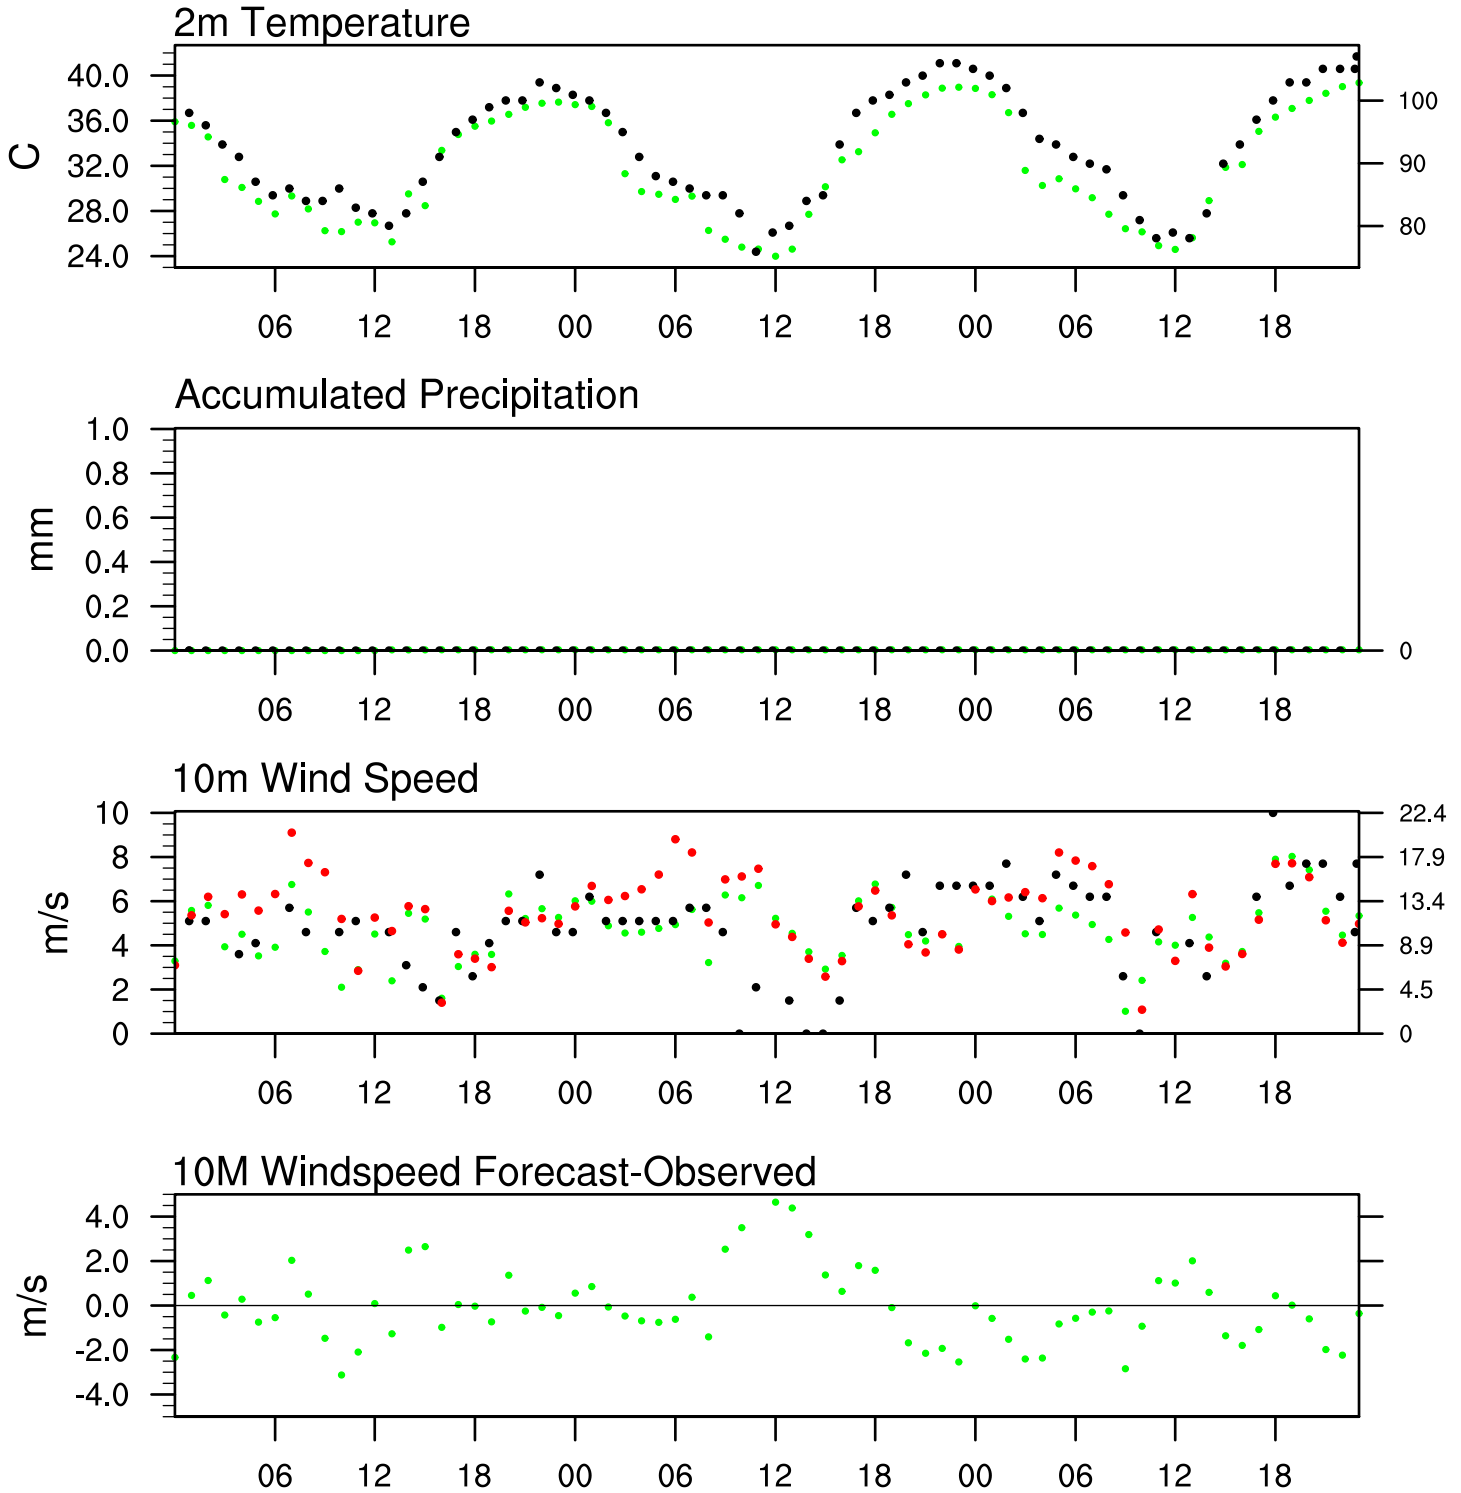 2m Temperature
40.0
36.0
32.0
28.0
24.0
C
100
90
80
06 12 18 00 06 12 18 00 06 12 18
Accumulated Precipitation
1.0
0.8
0.6
0.4
0.2
0.0
mm
0
06 12 18 00 06 12 18 00 06 12 18
10m Wind Speed
10
8
6
4
2
0
m/s
22.4
17.9
13.4
8.9
4.5
0
06 12 18 00 06 12 18 00 06 12 18
10M Windspeed Forecast-Observed
4.0
2.0
0.0
-2.0
-4.0
m/s
06 12 18 00 06 12 18 00 06 12 18